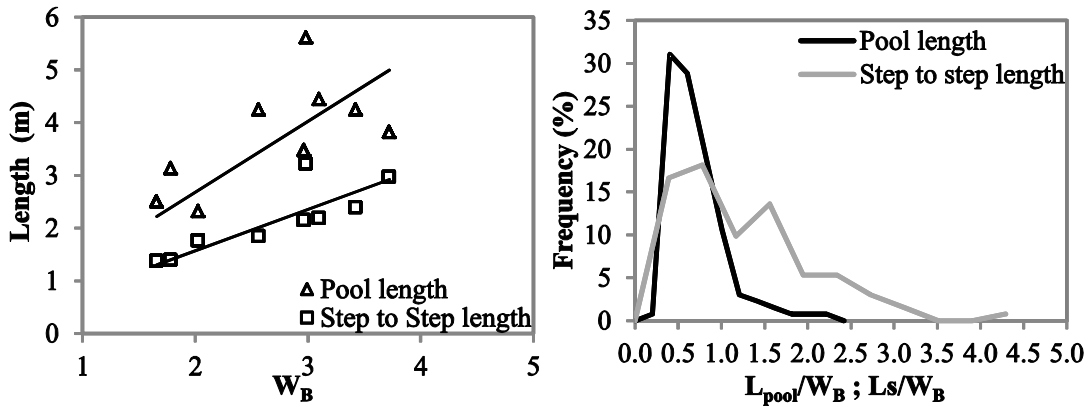 6
5
4
3
2
1
0
Length (m)
Pool length
Step to Step length
1 2 3 4 5
W_B
35
30
25
20
15
10
5
0
Frequency (%)
Pool length
Step to step length
0.0 0.5 1.0 1.5 2.0 2.5 3.0 3.5 4.0 4.5 5.0
L_pool/W_B ; Ls/W_B